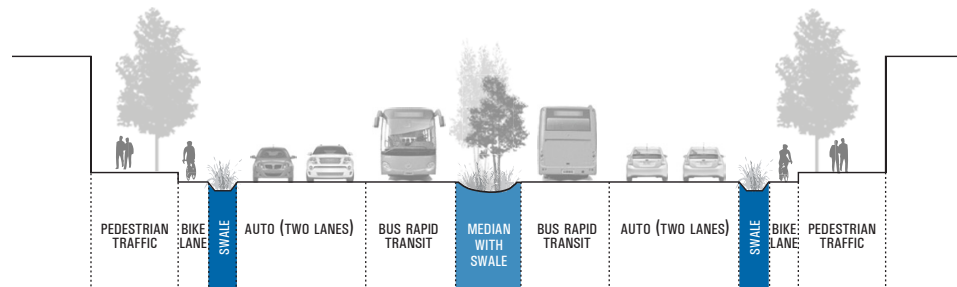 PEDESTRIAN
TRAFFIC
BIKE
LANE
SWALE
AUTO (TWO LANES)
BUS RAPID
TRANSIT
MEDIAN
WITH
SWALE
BUS RAPID
TRANSIT
AUTO (TWO LANES)
SWALE
BIKE
LANE
PEDESTRIAN
TRAFFIC